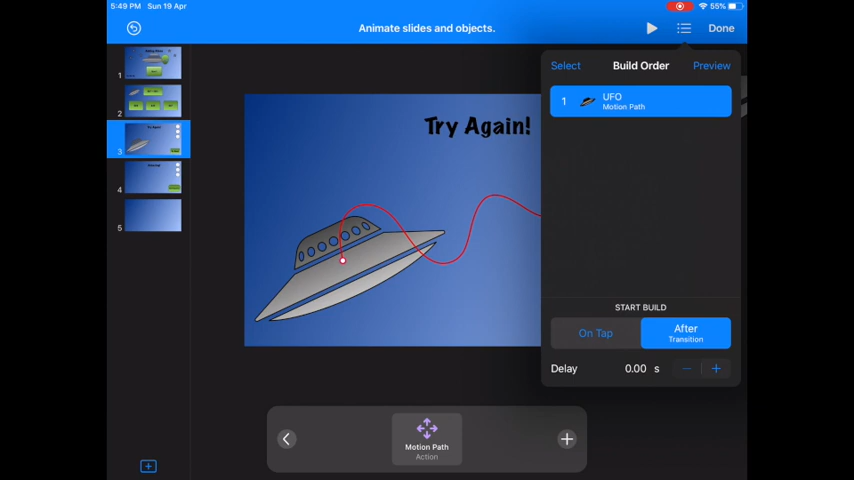 5:49 PM Sun 19 Apr
55%
Animate slides and objects.
Done
Select
Build Order
Preview
1
UFO
Motion Path
1
2
3
4
5
Try Again!
START BUILD
On Tap
After
Transition
Delay
0.00 s
Motion Path
Action